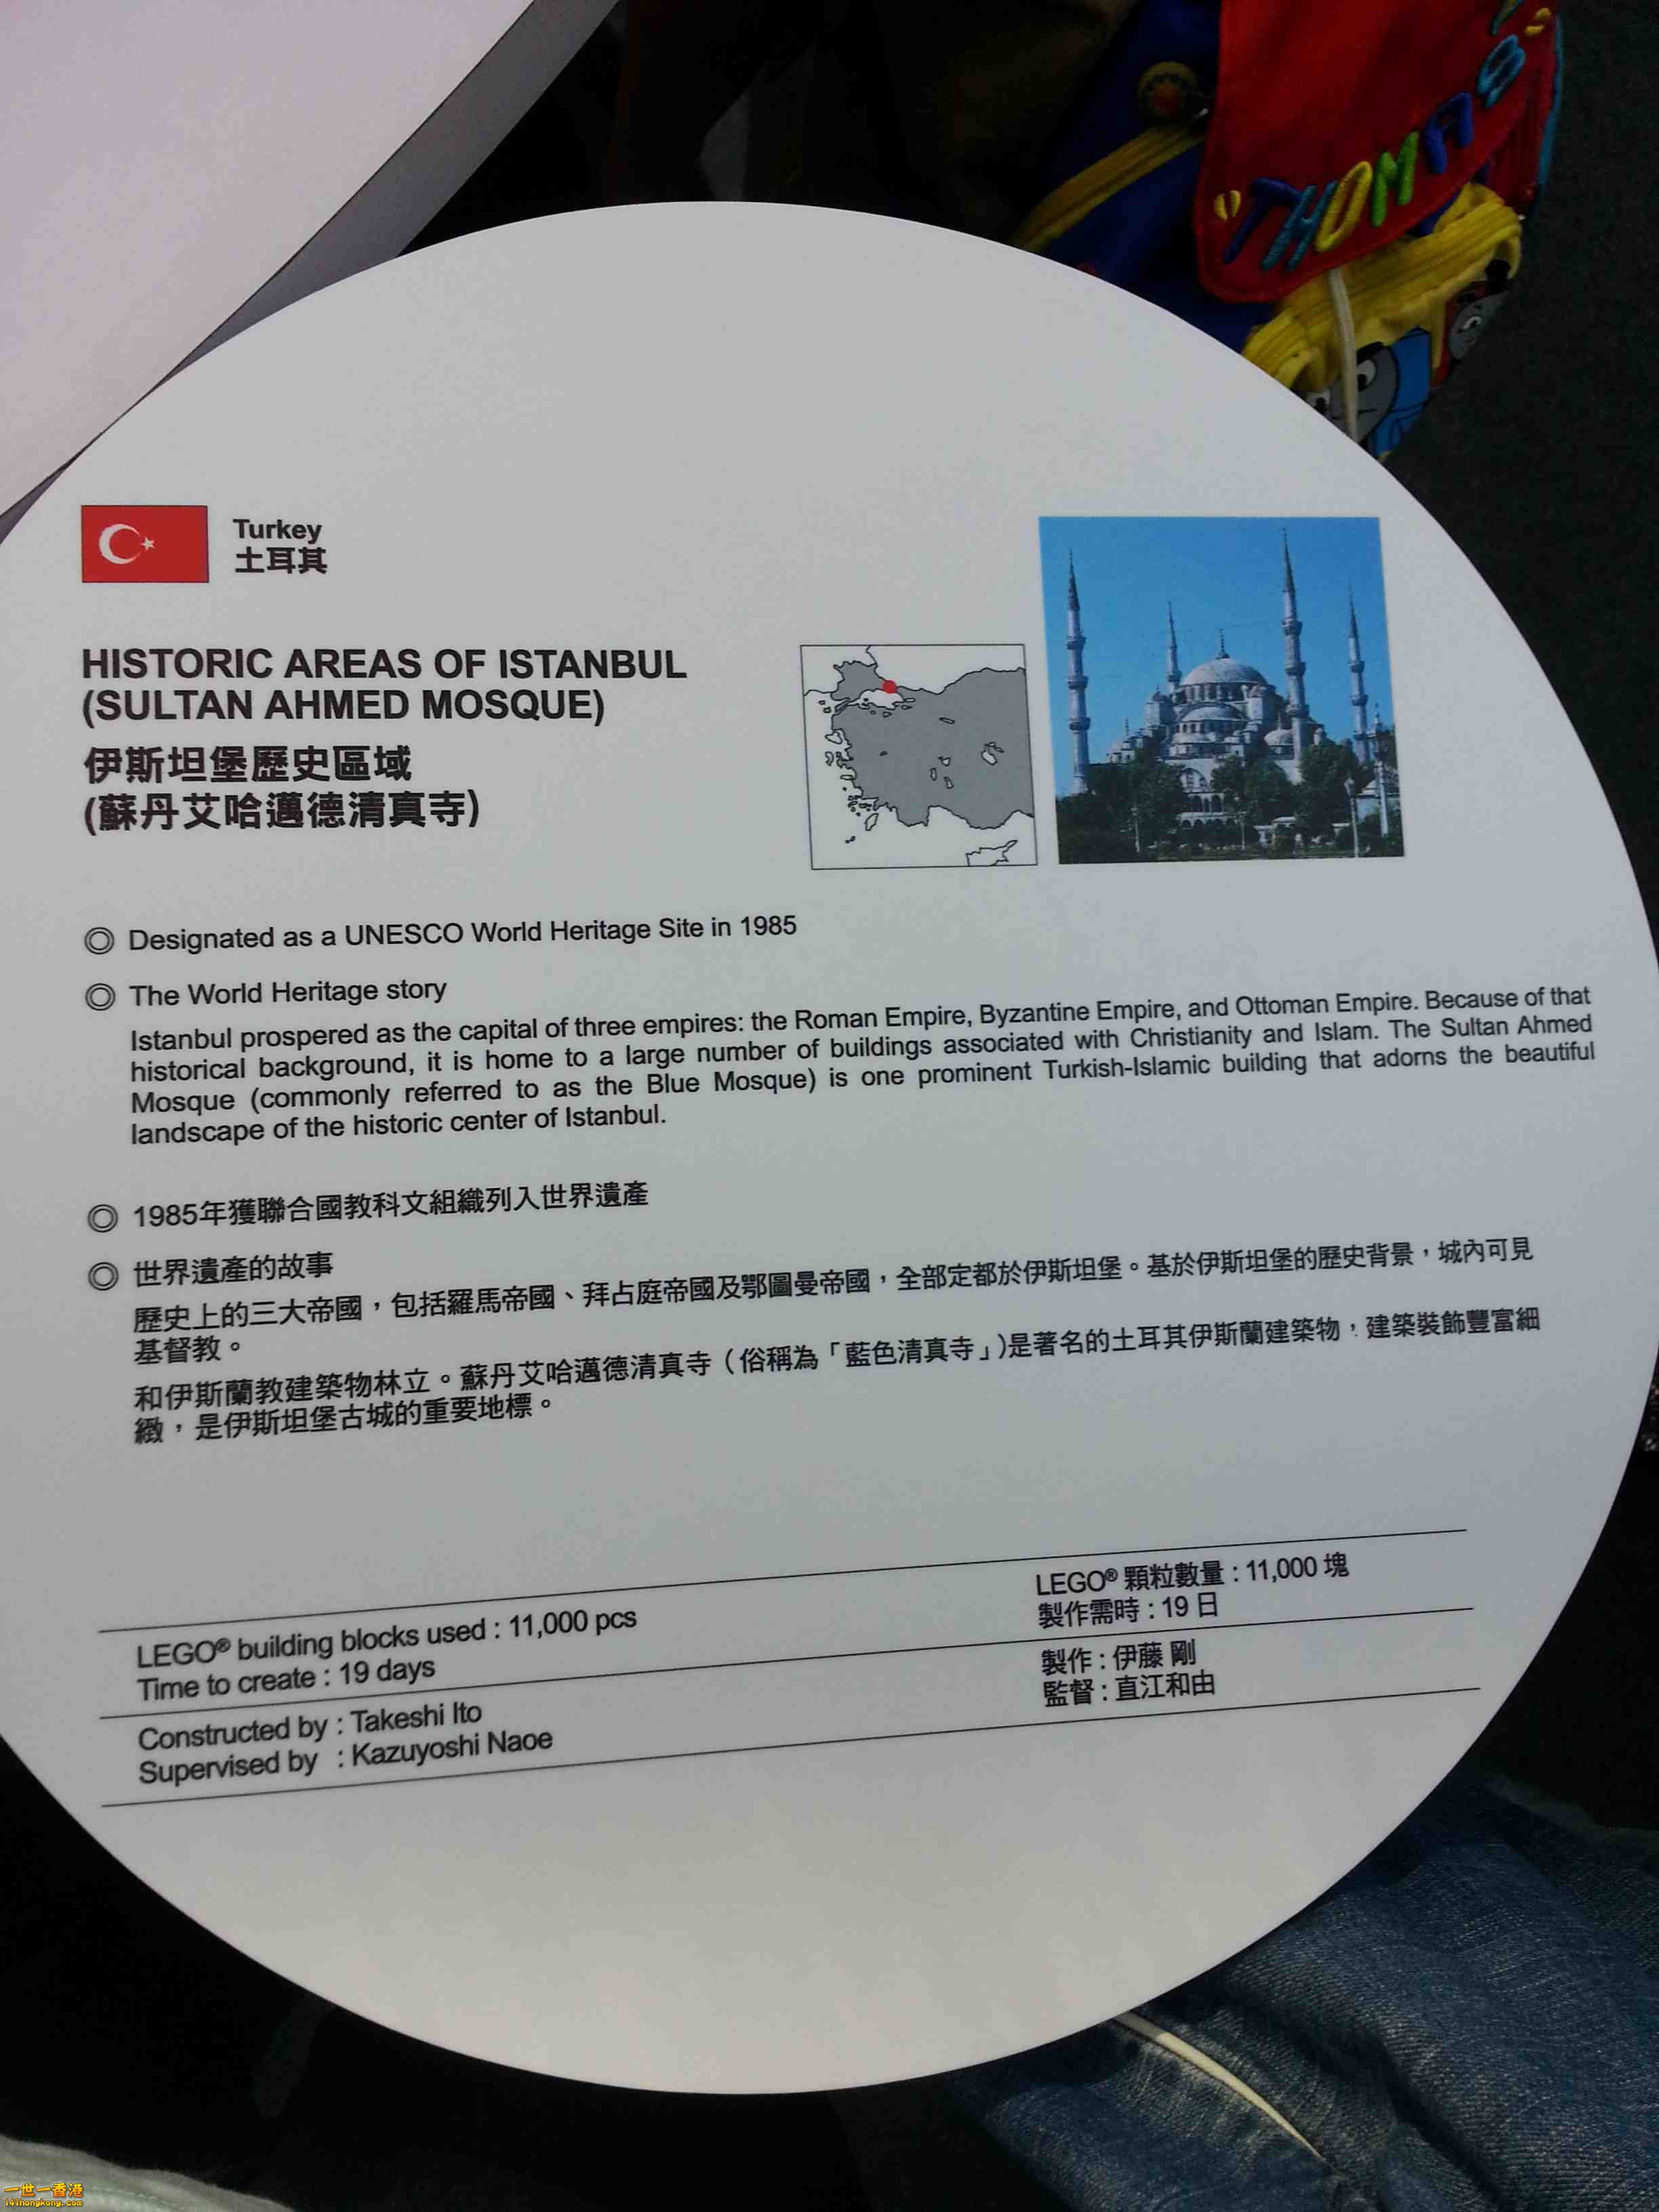 "THOMAS"
Turkey
土耳其
HISTORIC AREAS OF ISTANBUL
(SULTAN AHMED MOSQUE)
伊斯坦堡歷史區域
(蘇丹艾哈邁德清真寺)
◎ Designated as a UNESCO World Heritage Site in 1985
◎ The World Heritage story
Istanbul prospered as the capital of three empires: the Roman Empire, Byzantine Empire, and Ottoman Empire. Because of that
historical background, it is home to a large number of buildings associated with Christianity and Islam. The Sultan Ahmed
Mosque (commonly referred to as the Blue Mosque) is one prominent Turkish-Islamic building that adorns the beautiful
landscape of the historic center of Istanbul.
◎ 1985年獲聯合國教科文組織列入世界遺產
◎ 世界遺產的故事
歷史上的三大帝國，包括羅馬帝國、拜占庭帝國及鄂圖曼帝國，全部定都於伊斯坦堡。基於伊斯坦堡的歷史背景，城內可見
基督教。
和伊斯蘭教建築物林立。蘇丹艾哈邁德清真寺（俗稱為「藍色清真寺」)是著名的土耳其伊斯蘭建築物，建築裝飾豐富細
緻，是伊斯坦堡古城的重要地標。
LEGO® building blocks used : 11,000 pcs
Time to create : 19 days
LEGO® 顆粒數量 : 11,000 塊
製作需時 : 19 日
Constructed by : Takeshi Ito
Supervised by : Kazuyoshi Naoe
製作 : 伊藤 剛
監督 : 直江和由
一世一香港
141hongkong.com